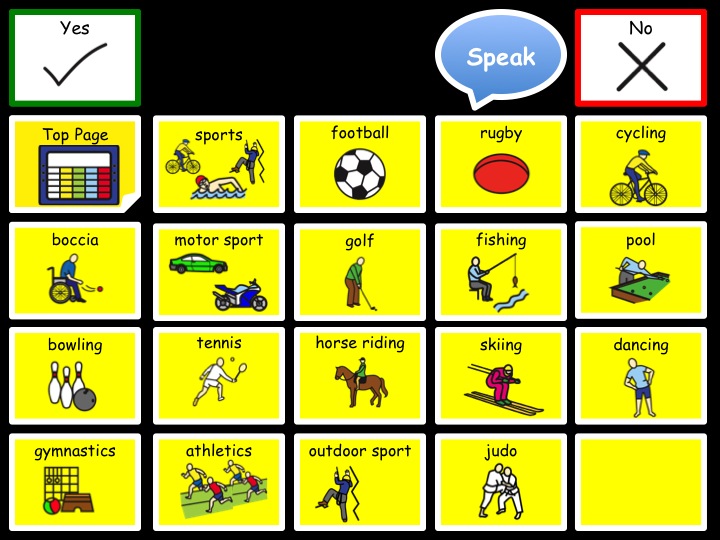 Yes
Speak
No
Top Page
sports
football
rugby
cycling
boccia
motor sport
golf
fishing
pool
bowling
tennis
horse riding
skiing
dancing
gymnastics
athletics
outdoor sport
judo